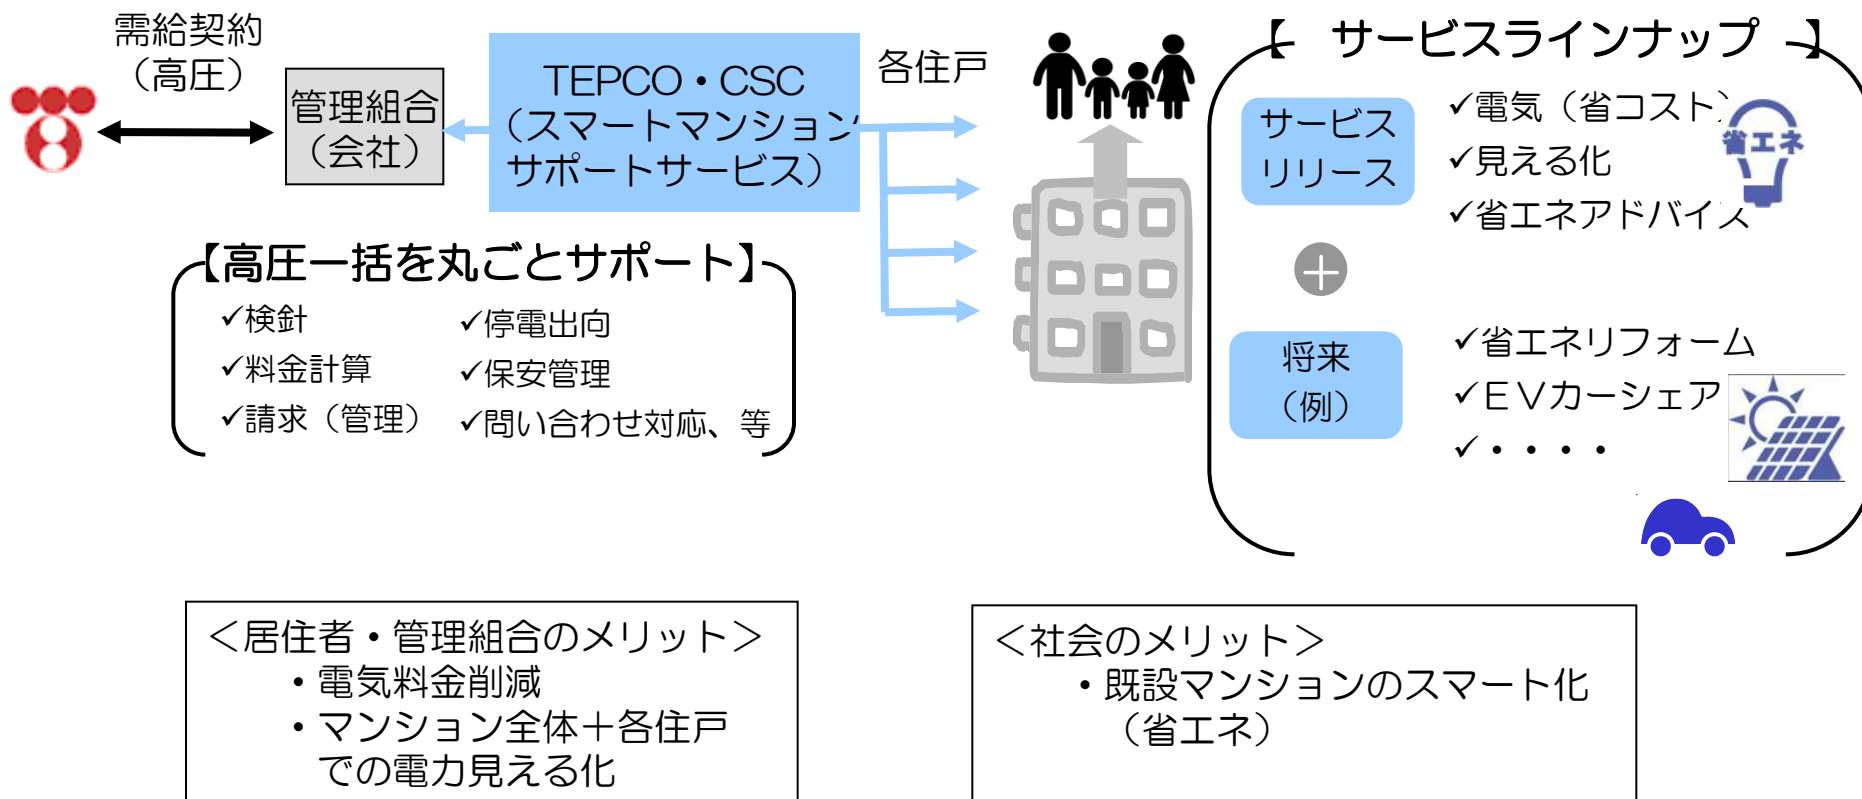 需給契約
（高圧）
管理組合
（会社）
TEPCO・CSC
（スマートマンション
サポートサービス）
各住戸
【高圧一括を丸ごとサポート】
✓検針
✓料金計算
✓請求（管理）
✓停電出向
✓保安管理
✓問い合わせ対応、等
【 サービスラインナップ 】
サービス
リリース
✓電気（省コスト）
✓見える化
✓省エネアドバイス
省エネ
＋
将来
（例）
✓省エネリフォーム
✓ＥＶカーシェア
✓・・・・
＜居住者・管理組合のメリット＞
・電気料金削減
・マンション全体＋各住戸
での電力見える化
＜社会のメリット＞
・既設マンションのスマート化
（省エネ）